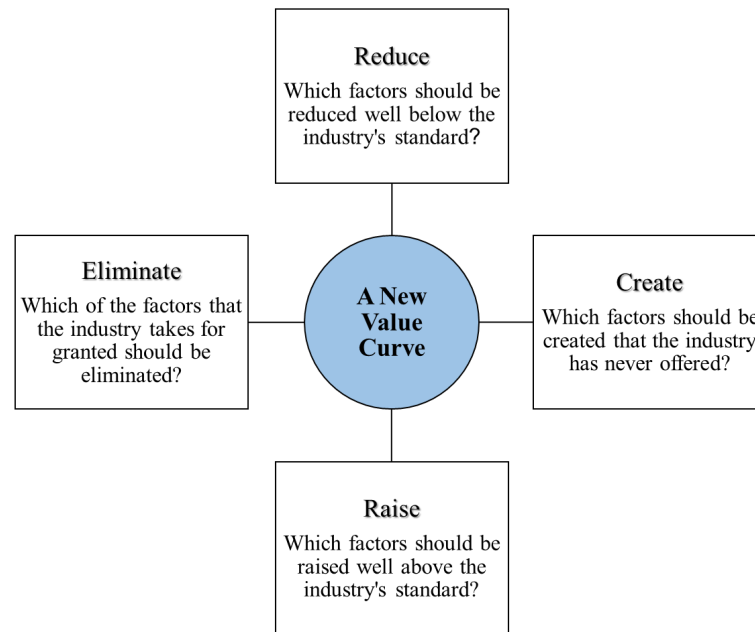 Reduce
Which factors should be
reduced well below the
industry's standard?
Eliminate
Which of the factors that
the industry takes for
granted should be
eliminated?
A New
Value
Curve
Create
Which factors should be
created that the industry
has never offered?
Raise
Which factors should be
raised well above the
industry's standard?